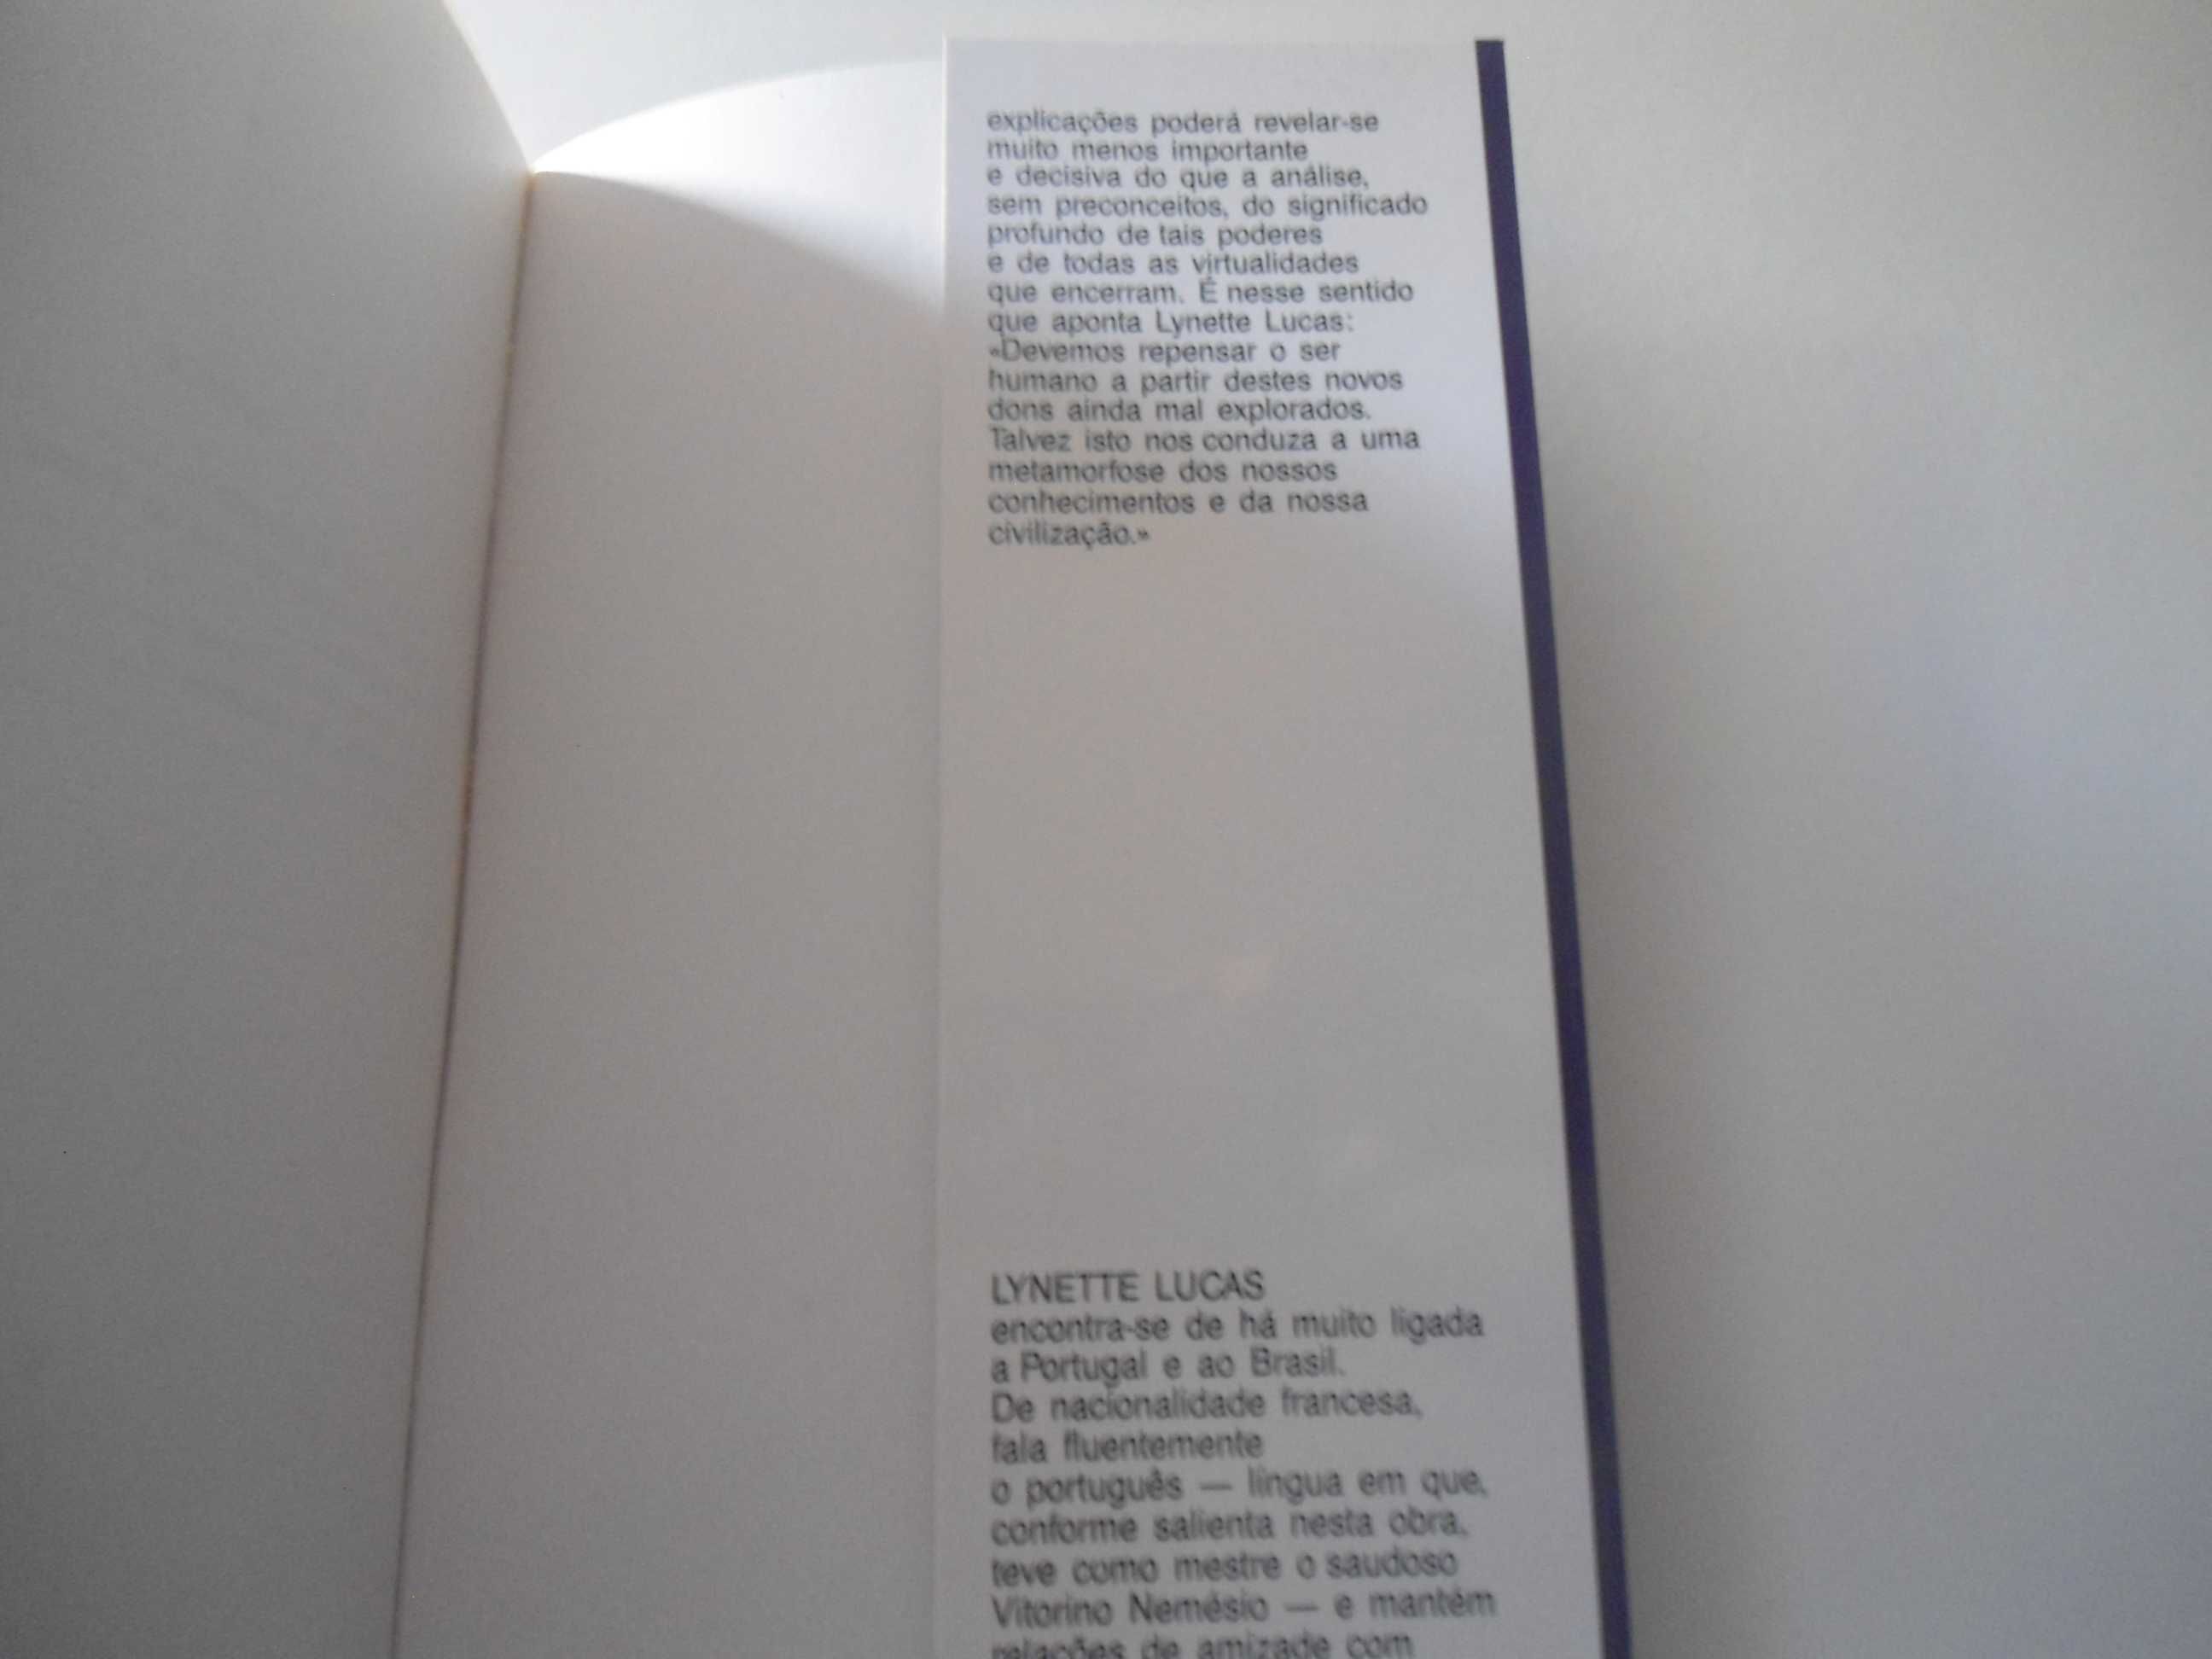 explicações poderá revelar-se
muito menos importante
e decisiva do que a análise,
sem preconceitos, do significado
profundo de tais poderes
e de todas as virtualidades
que encerram. É nesse sentido
que aponta Lynette Lucas:
«Devemos repensar o ser
humano a partir destes novos
dons ainda mal explorados.
Talvez isto nos conduza a uma
metamorfose dos nossos
conhecimentos e da nossa
civilização.»
LYNETTE LUCAS
encontra-se de há muito ligada
a Portugal e ao Brasil.
De nacionalidade francesa,
fala fluentemente
o português — língua em que,
conforme salienta nesta obra,
teve como mestre o saudoso
Vitorino Nemésio — e mantém
relações de amizade com